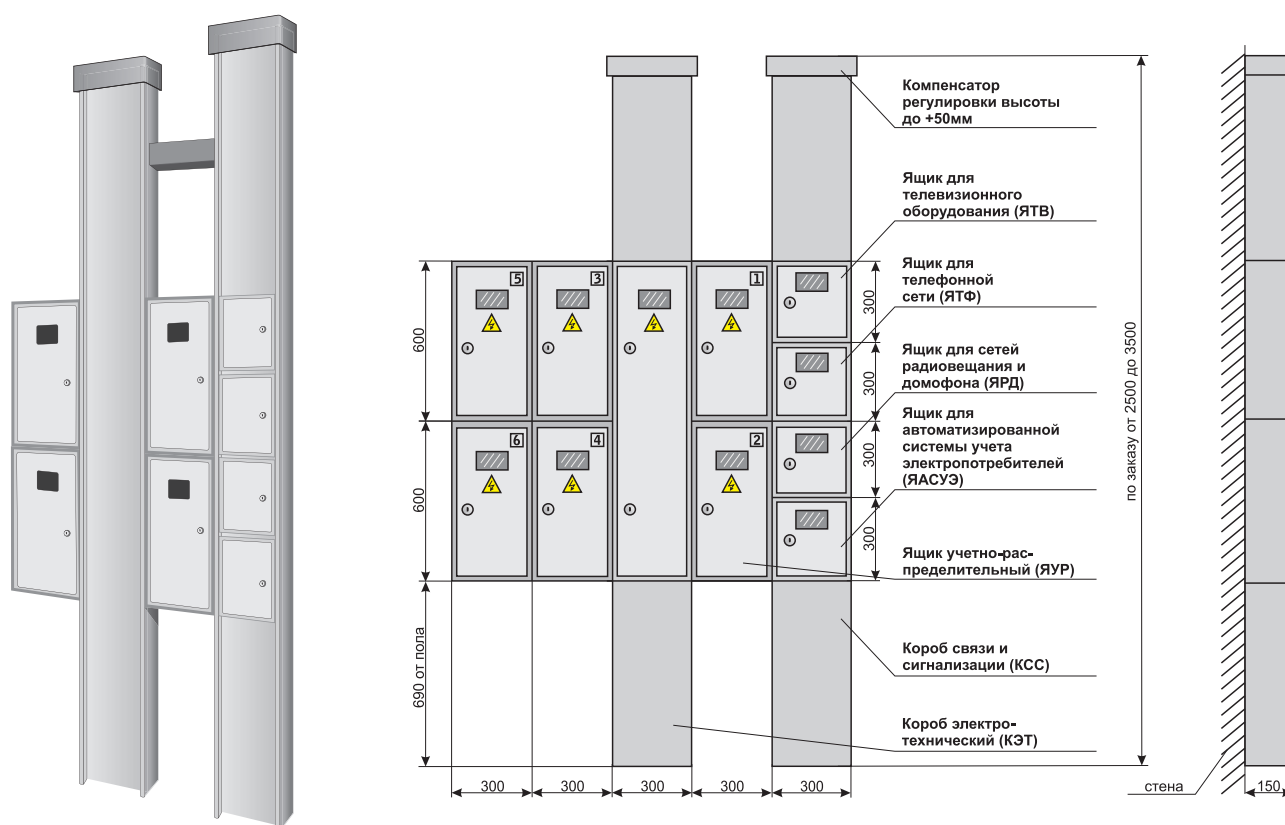 Компенсатор
регулировки высоты
до +50мм
Ящик для
телевизионного
оборудования (ЯТВ)
Ящик для
телефонной
сети (ЯТФ)
Ящик для сетей
радиовещания и
домофона (ЯРД)
Ящик для
автоматизированной
системы учета
электропотребителей
(ЯАСУЭ)
Ящик учетно-рас-
пределительный (ЯУР)
Короб связи и
сигнализации (КСС)
Короб электро-
технический (КЭТ)
5
3
1
6
4
2
600
600
690 от пола
300
300
300
300
300
300
300
300
300
по заказу от 2500 до 3500
стена
150